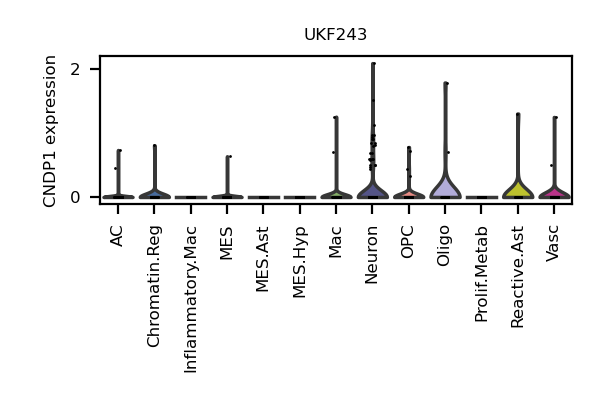 UKF243
CNDP1 expression
2
0
AC
Chromatin.Reg
Inflammatory.Mac
MES
MES.Ast
MES.Hyp
Mac
Neuron
OPC
Oligo
Prolif.Metab
Reactive.Ast
Vasc